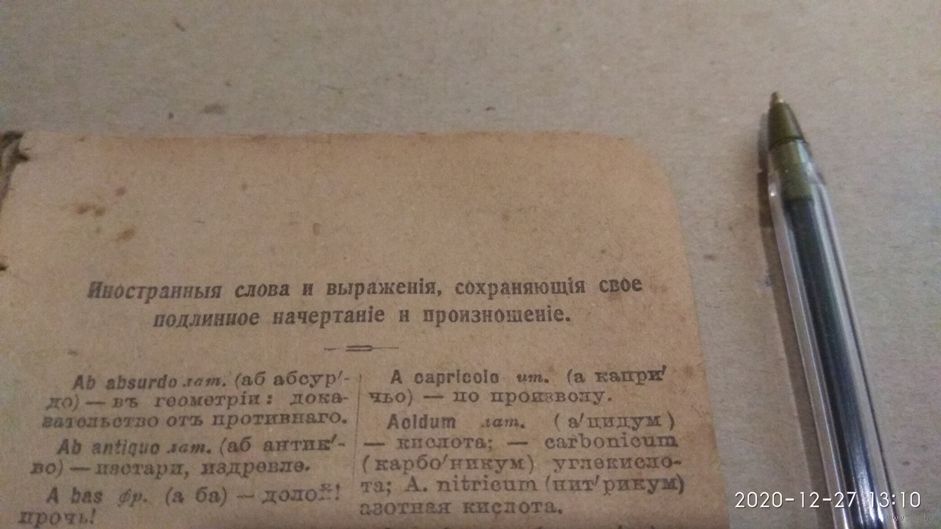 Иностранныя слова и выраженія, сохраняющія свое
подлинное начертаніе и произношеніе.
Ab absurdo лат. (аб абсур'-
до) — въ геометріи: дока-
зательство отъ противнаго.
Ab antiquo лат. (аб антик'-
во) — изстари, издревле.
A bas фр. (а ба) — долой!
прочь!
A capriccio ит. (а капри'
чьо) — по произволу.
Acidum лат. (а'цидум)
— кислота; — carbonicum
(карбо'никум) углекисло-
та; A. nitricum (нит'рикум)
азотная кислота.
2020-12-27 13:10